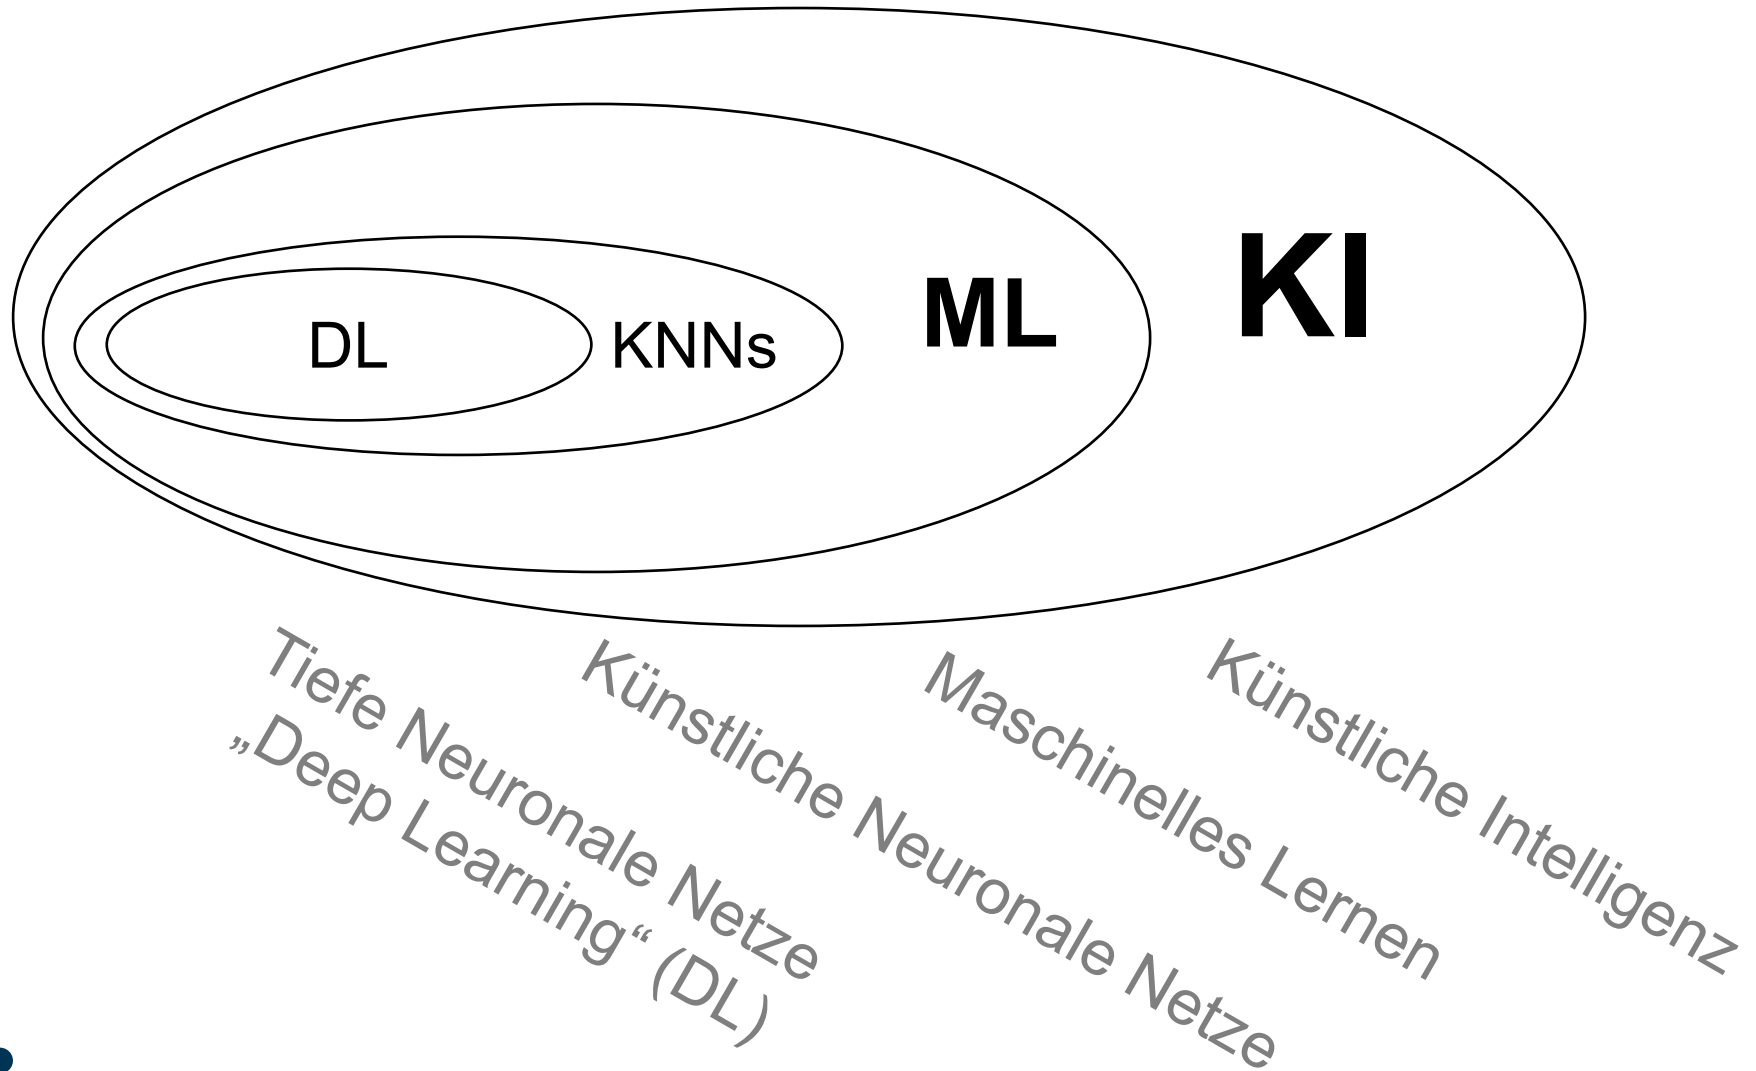 DL
KNNs
ML
KI
Tiefe Neuronale Netze
„Deep Learning“ (DL)
Künstliche Neuronale Netze
Maschinelles Lernen
Künstliche Intelligenz